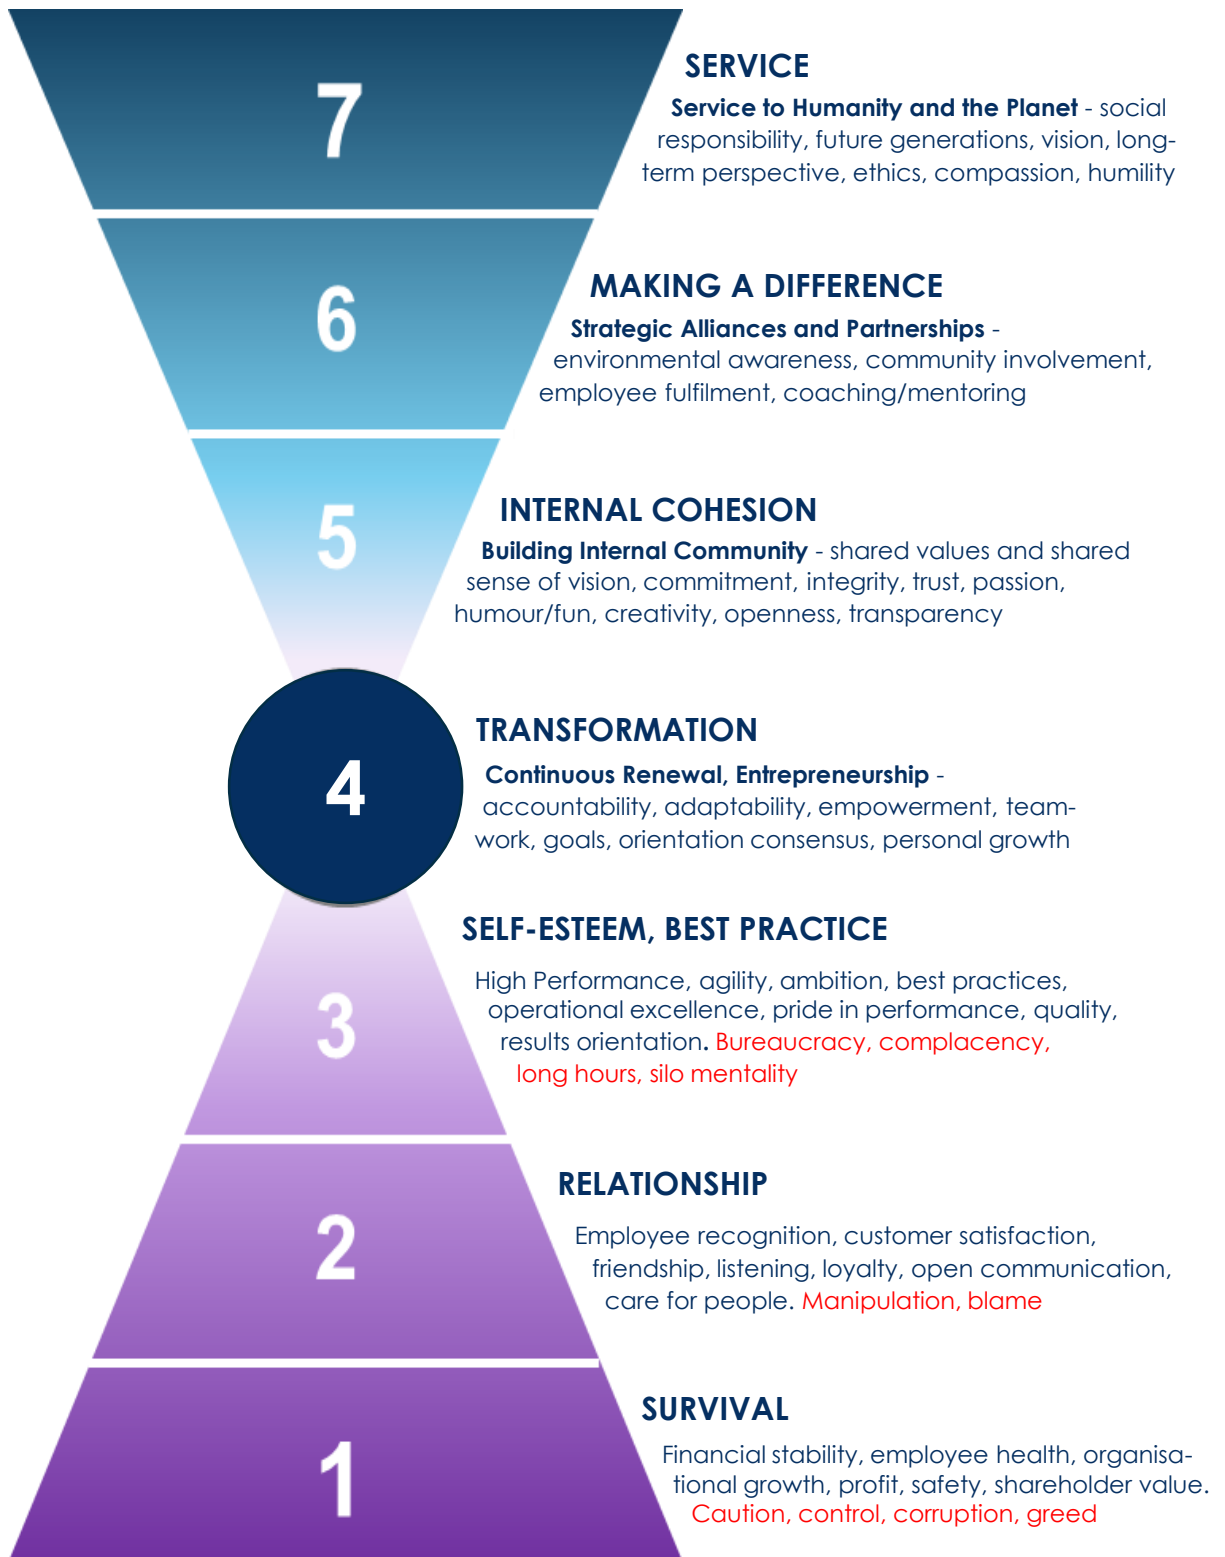 7
SERVICE
Service to Humanity and the Planet - social
responsibility, future generations, vision, long-
term perspective, ethics, compassion, humility
6
MAKING A DIFFERENCE
Strategic Alliances and Partnerships -
environmental awareness, community involvement,
employee fulfilment, coaching/mentoring
5
INTERNAL COHESION
Building Internal Community - shared values and shared
sense of vision, commitment, integrity, trust, passion,
humour/fun, creativity, openness, transparency
4
TRANSFORMATION
Continuous Renewal, Entrepreneurship -
accountability, adaptability, empowerment, team-
work, goals, orientation consensus, personal growth
3
SELF-ESTEEM, BEST PRACTICE
High Performance, agility, ambition, best practices,
operational excellence, pride in performance, quality,
results orientation. Bureaucracy, complacency,
long hours, silo mentality
2
RELATIONSHIP
Employee recognition, customer satisfaction,
friendship, listening, loyalty, open communication,
care for people. Manipulation, blame
1
SURVIVAL
Financial stability, employee health, organisa-
tional growth, profit, safety, shareholder value.
Caution, control, corruption, greed